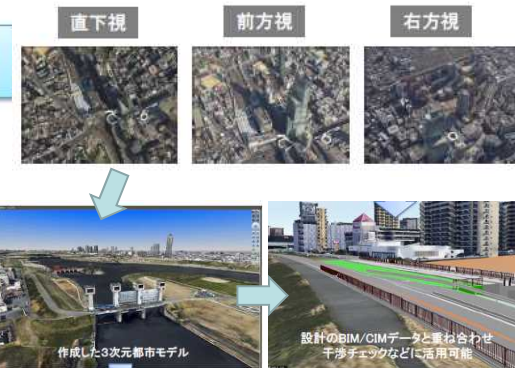 直下視
前方視
右方視
作成した3次元都市モデル
設計のBIM/CIMデータと重ね合わせ
干渉チェックなどに活用可能